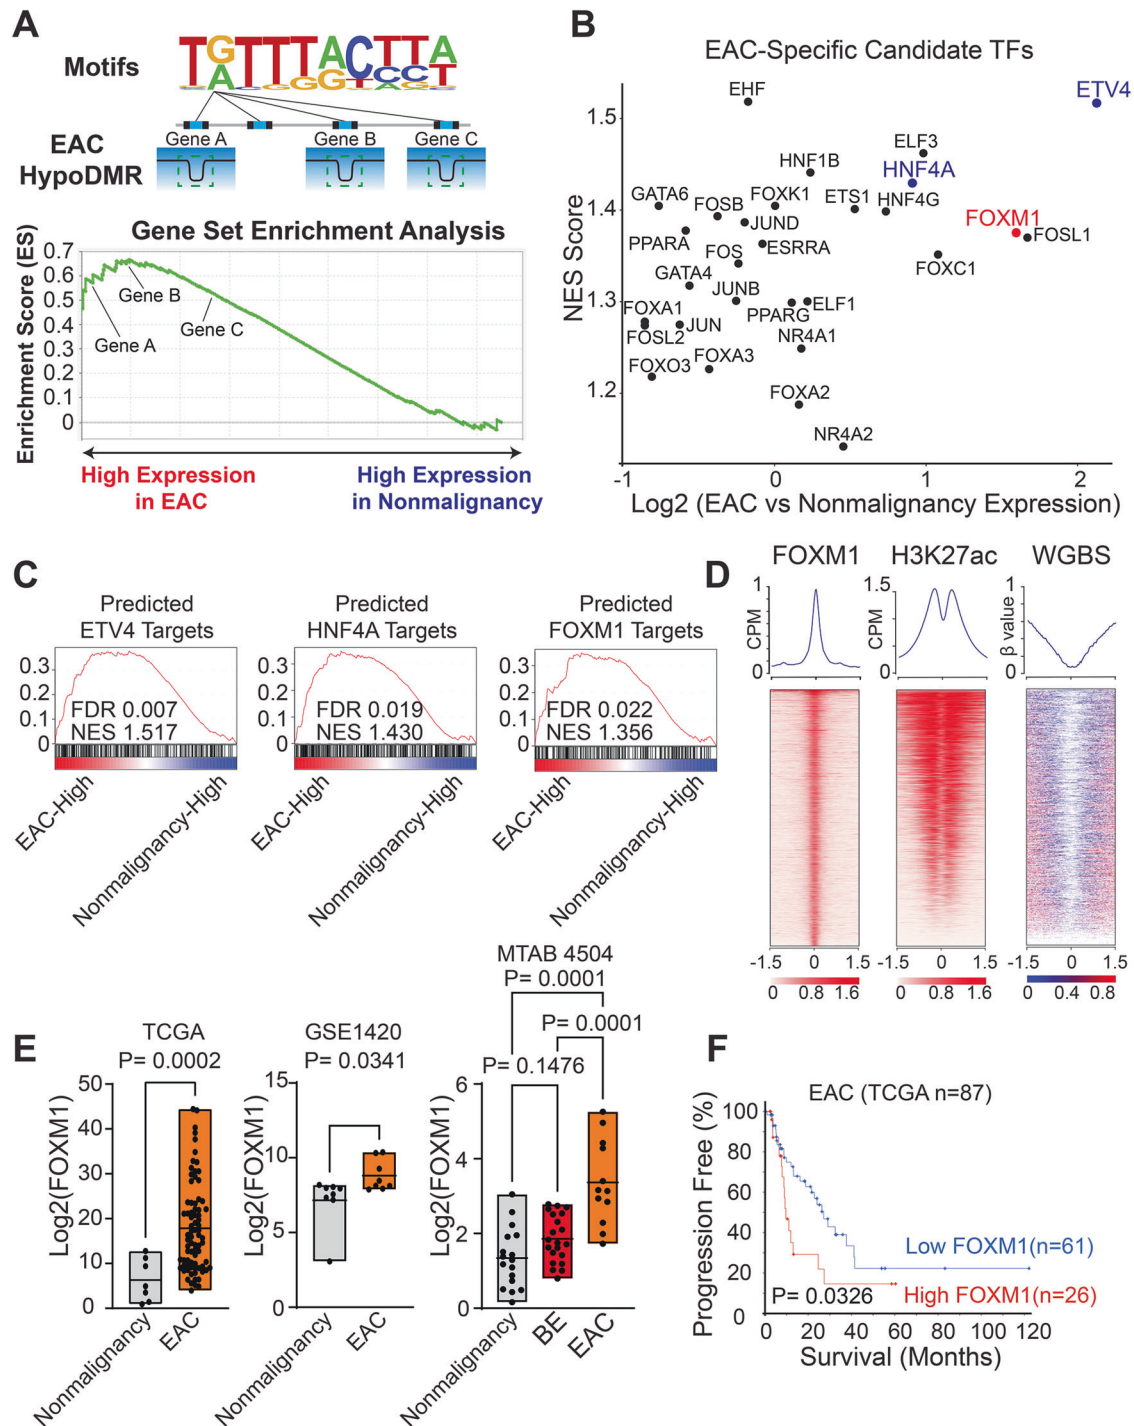 A
Motifs
TGTTTACTTA
EAC
HypoDMR
Gene A
Gene B
Gene C
Gene Set Enrichment Analysis
Enrichment Score (ES)
0.7
0.6
0.5
0.4
0.3
0.2
0.1
0
Gene A
Gene B
Gene C
High Expression
in EAC
High Expression
in Nonmalignancy
B
EAC-Specific Candidate TFs
NES Score
1.5
1.4
1.3
1.2
1.1
EHF
ETV4
ELF3
HNF1B
HNF4A
GATA6
FOSB
FOXK1
ETS1
HNF4G
FOXM1
JUND
FOSL1
PPARA
FOS
ESRRA
FOXC1
GATA4
JUNB
FOXA1
PPARG
ELF1
FOSL2
JUN
NR4A1
FOXO3
FOXA3
FOXA2
NR4A2
-1
0
1
2
Log2 (EAC vs Nonmalignancy Expression)
C
Predicted
ETV4 Targets
0.3
0.2
0.1
0
FDR 0.007
NES 1.517
EAC-High
Nonmalignancy-High
Predicted
HNF4A Targets
0.3
0.2
0.1
0
FDR 0.019
NES 1.430
EAC-High
Nonmalignancy-High
Predicted
FOXM1 Targets
0.3
0.2
0.1
0
FDR 0.022
NES 1.356
EAC-High
Nonmalignancy-High
D
FOXM1
H3K27ac
WGBS
1
CPM
0
1.5
CPM
0
1
β value
0
-1.5 0 1.5
-1.5 0 1.5
-1.5 0 1.5
0 0.8 1.6
0 0.8 1.6
0 0.4 0.8
E
TCGA
P= 0.0002
Log2(FOXM1)
50
40
30
20
10
0
Nonmalignancy
EAC
GSE1420
P= 0.0341
Log2(FOXM1)
15
10
5
0
Nonmalignancy
EAC
MTAB 4504
P= 0.0001
P= 0.0001
P= 0.1476
Log2(FOXM1)
6
4
2
0
Nonmalignancy
BE
EAC
F
EAC (TCGA n=87)
Progression Free (%)
100
80
60
40
20
0
Low FOXM1(n=61)
High FOXM1(n=26)
P= 0.0326
0 20 40 60 80 100 120
Survival (Months)